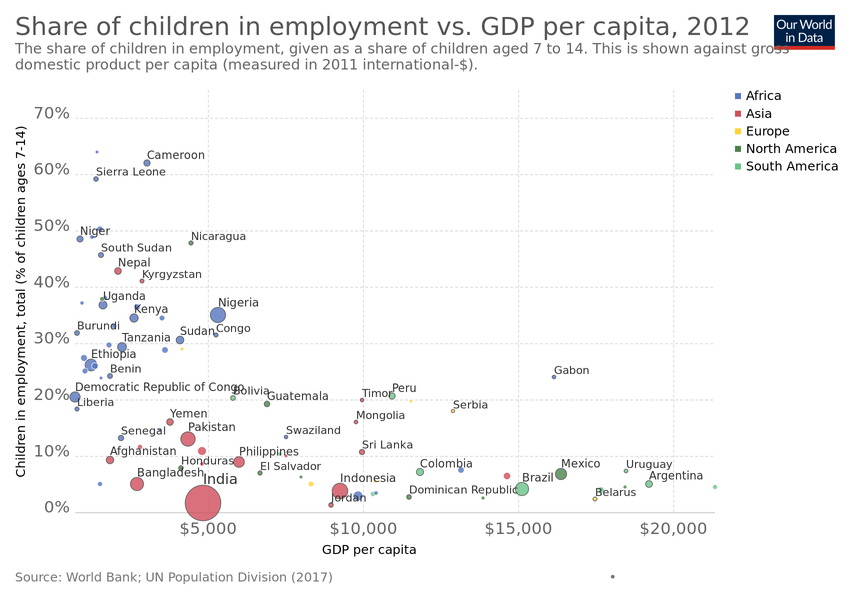 Share of children in employment vs. GDP per capita, 2012
Our World
in Data
The share of children in employment, given as a share of children aged 7 to 14. This is shown against gross
domestic product per capita (measured in 2011 international-$).
Africa
Asia
Europe
North America
South America
Children in employment, total (% of children ages 7-14)
70%
60%
50%
40%
30%
20%
10%
0%
Cameroon
Sierra Leone
Niger
Nicaragua
South Sudan
Nepal
Kyrgyzstan
Uganda
Nigeria
Kenya
Burundi
Sudan
Congo
Tanzania
Ethiopia
Benin
Gabon
Democratic Republic of Congo
Bolivia
Guatemala
Timor
Peru
Liberia
Serbia
Yemen
Mongolia
Senegal
Pakistan
Swaziland
Afghanistan
Honduras
Philippines
Sri Lanka
El Salvador
Bangladesh
India
Indonesia
Jordan
Colombia
Dominican Republic
Brazil
Mexico
Uruguay
Argentina
Belarus
$5,000
$10,000
$15,000
$20,000
GDP per capita
Source: World Bank; UN Population Division (2017)